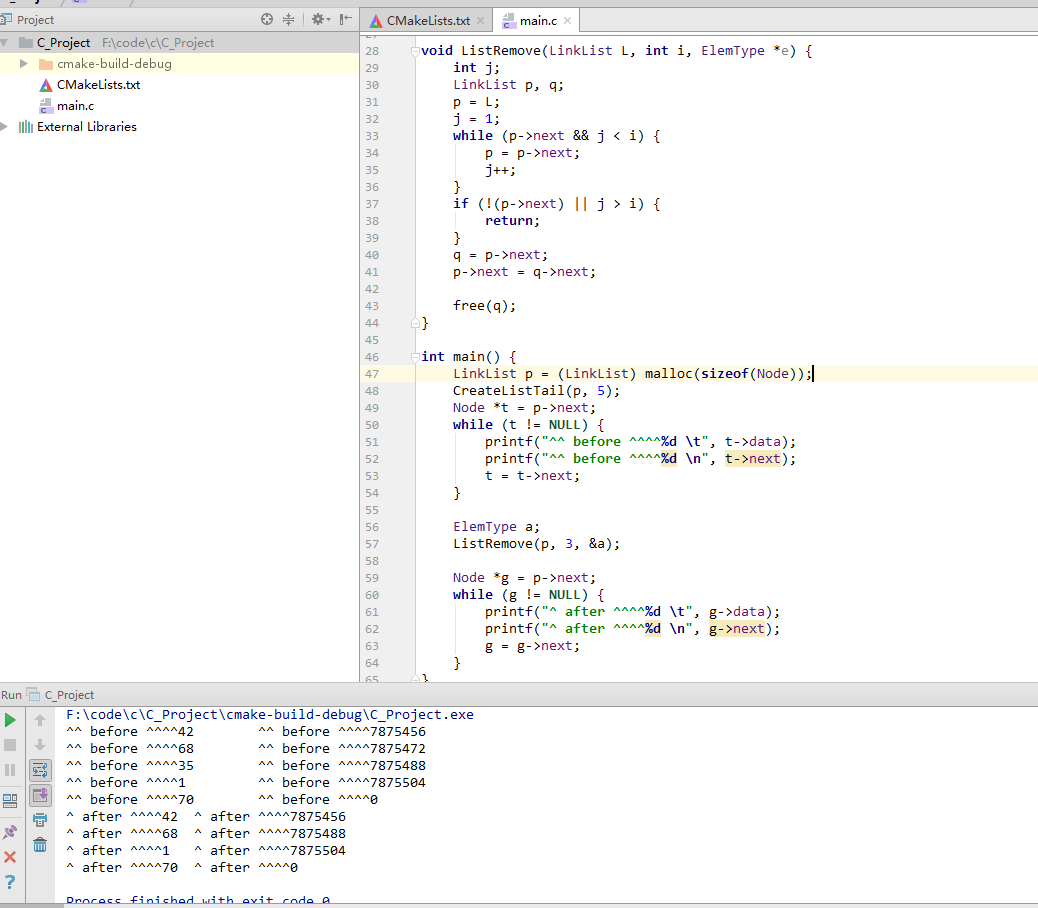 Project
CMakeLists.txt
main.c
C_Project F:\code\c\C_Project
cmake-build-debug
CMakeLists.txt
main.c
External Libraries
28 void ListRemove(LinkList L, int i, ElemType *e) {
29 int j;
30 LinkList p, q;
31 p = L;
32 j = 1;
33 while (p->next && j < i) {
34 p = p->next;
35 j++;
36 }
37 if (!(p->next) || j > i) {
38 return;
39 }
40 q = p->next;
41 p->next = q->next;
42
43 free(q);
44 }
45
46 int main() {
47 LinkList p = (LinkList) malloc(sizeof(Node));
48 CreateListTail(p, 5);
49 Node *t = p->next;
50 while (t != NULL) {
51 printf("^^ before ^^^^%d \t", t->data);
52 printf("^^ before ^^^^%d \n", t->next);
53 t = t->next;
54 }
55
56 ElemType a;
57 ListRemove(p, 3, &a);
58
59 Node *g = p->next;
60 while (g != NULL) {
61 printf("^ after ^^^^%d \t", g->data);
62 printf("^ after ^^^^%d \n", g->next);
63 g = g->next;
64 }
65 }
Run C_Project
F:\code\c\C_Project\cmake-build-debug\C_Project.exe
^^ before ^^^^42 ^^ before ^^^^7875456
^^ before ^^^^68 ^^ before ^^^^7875472
^^ before ^^^^35 ^^ before ^^^^7875488
^^ before ^^^^1 ^^ before ^^^^7875504
^^ before ^^^^70 ^^ before ^^^^0
^ after ^^^^42 ^ after ^^^^7875456
^ after ^^^^68 ^ after ^^^^7875488
^ after ^^^^1 ^ after ^^^^7875504
^ after ^^^^70 ^ after ^^^^0
Process finished with exit code 0